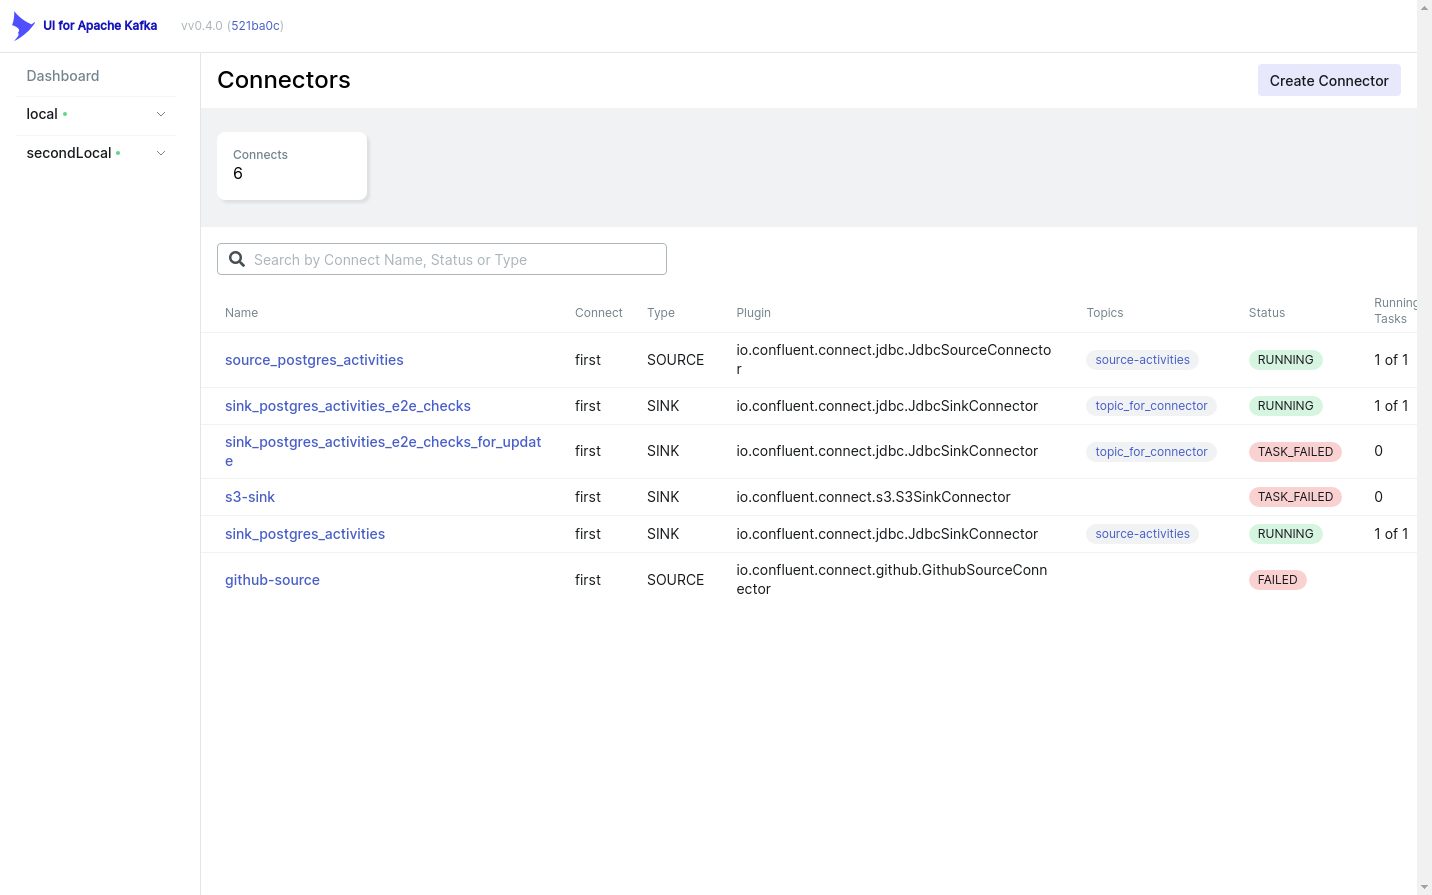 UI for Apache Kafka
vv0.4.0 (521ba0c)
Dashboard
local
secondLocal
Connectors
Create Connector
Connects
6
Search by Connect Name, Status or Type
Name Connect Type Plugin Topics Status Running
Tasks
source_postgres_activities first SOURCE io.confluent.connect.jdbc.JdbcSourceConnecto
r source-activities RUNNING 1 of 1
sink_postgres_activities_e2e_checks first SINK io.confluent.connect.jdbc.JdbcSinkConnector topic_for_connector RUNNING 1 of 1
sink_postgres_activities_e2e_checks_for_updat
e first SINK io.confluent.connect.jdbc.JdbcSinkConnector topic_for_connector TASK_FAILED 0
s3-sink first SINK io.confluent.connect.s3.S3SinkConnector TASK_FAILED 0
sink_postgres_activities first SINK io.confluent.connect.jdbc.JdbcSinkConnector source-activities RUNNING 1 of 1
github-source first SOURCE io.confluent.connect.github.GithubSourceConn
ector FAILED